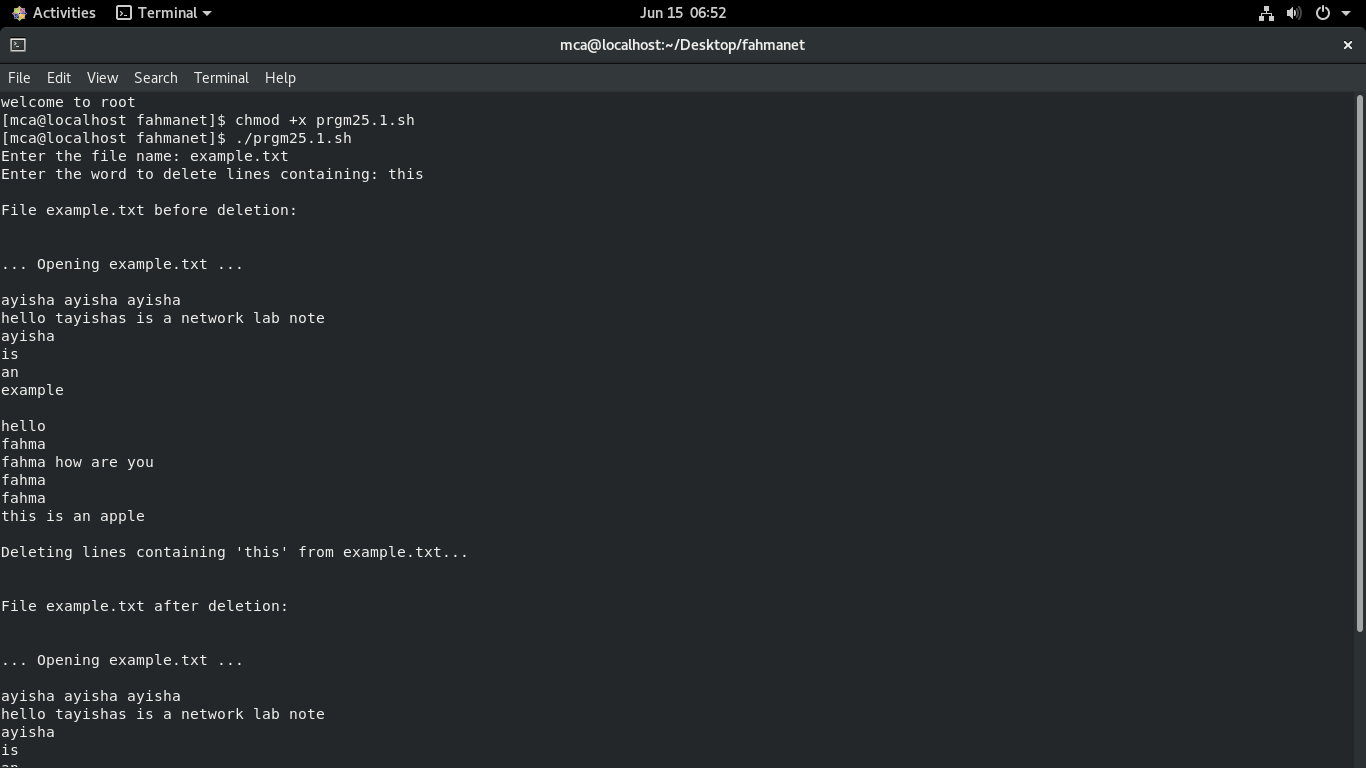 Activities Terminal Jun 15 06:52
mca@localhost:~/Desktop/fahmanet ×
File Edit View Search Terminal Help
welcome to root
[mca@localhost fahmanet]$ chmod +x prgm25.1.sh
[mca@localhost fahmanet]$ ./prgm25.1.sh
Enter the file name: example.txt
Enter the word to delete lines containing: this
File example.txt before deletion:
... Opening example.txt ...
ayisha ayisha ayisha
hello tayishas is a network lab note
ayisha
is
an
example
hello
fahma
fahma how are you
fahma
fahma
this is an apple
Deleting lines containing 'this' from example.txt...
File example.txt after deletion:
... Opening example.txt ...
ayisha ayisha ayisha
hello tayishas is a network lab note
ayisha
is